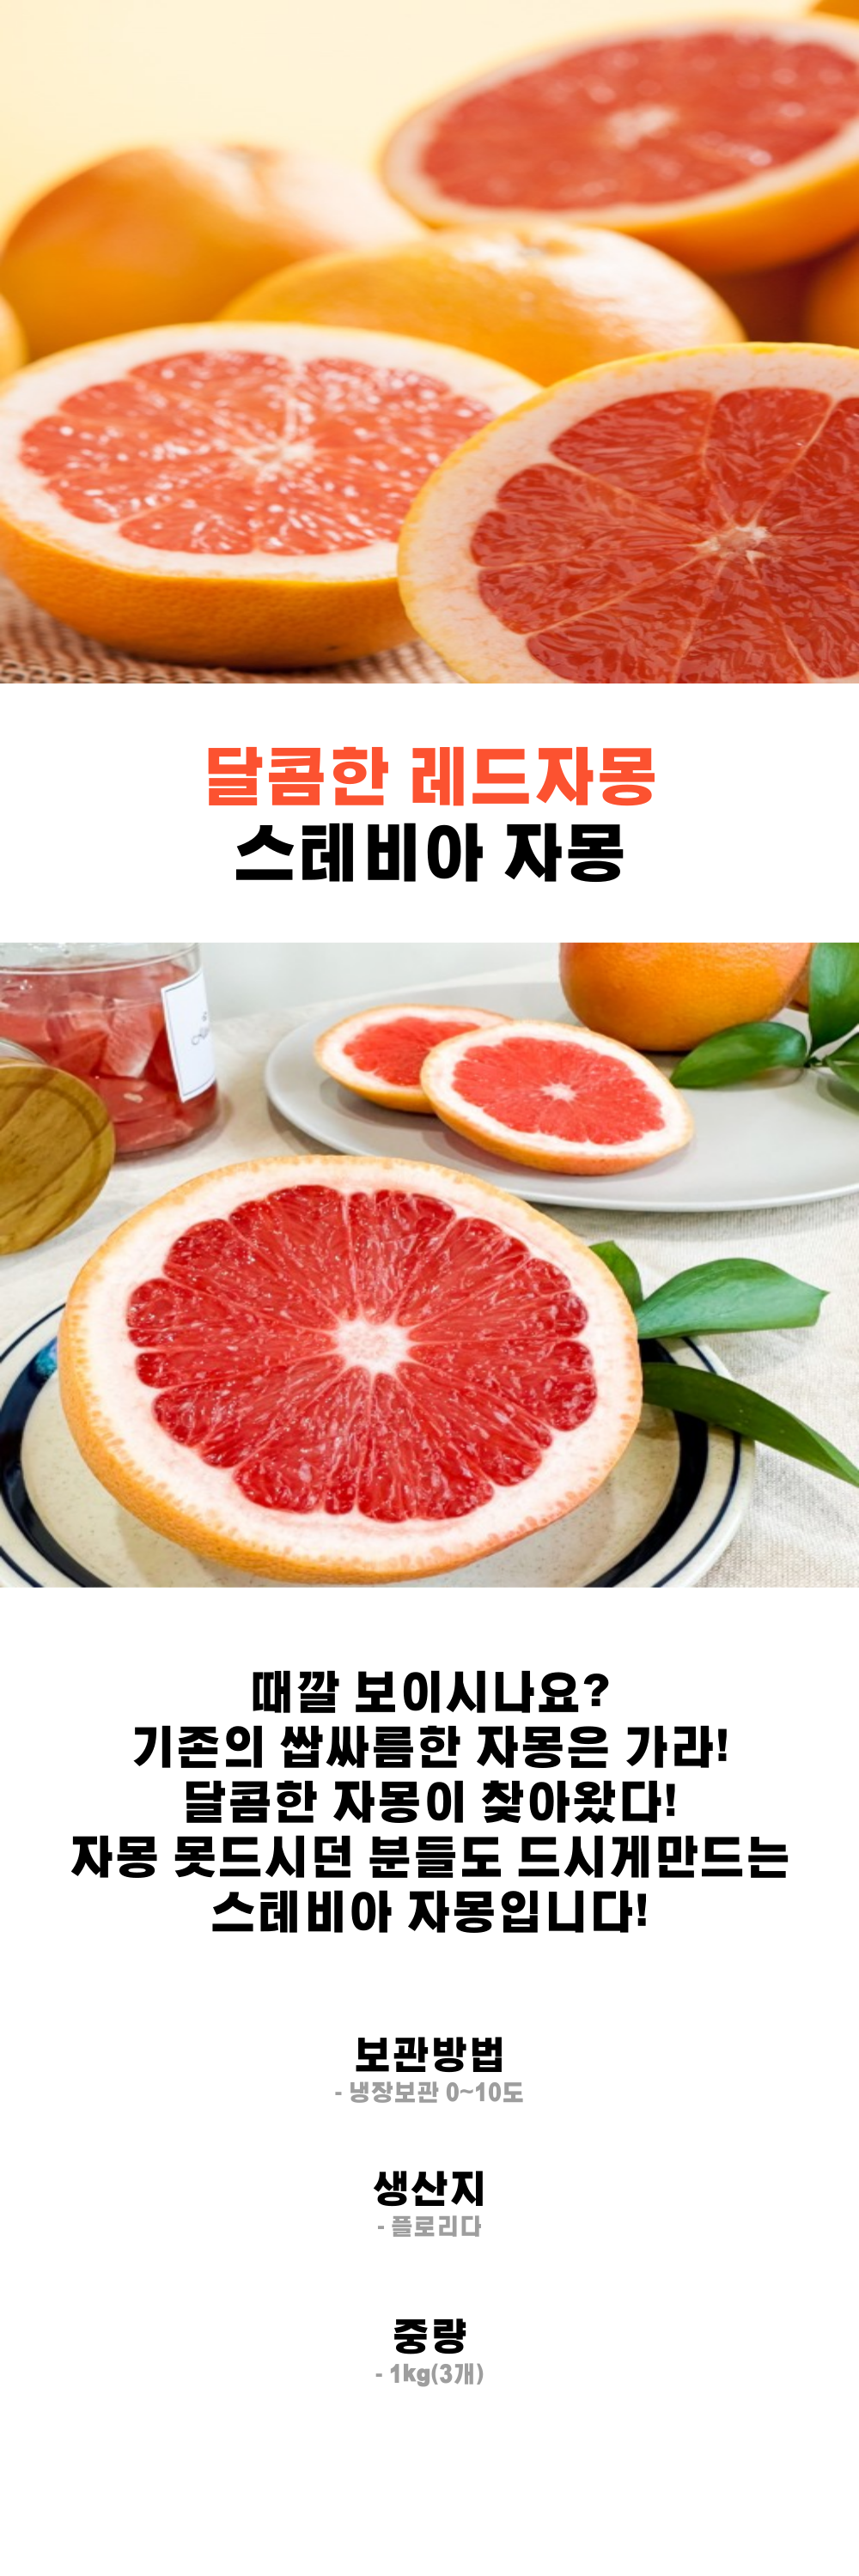 달콤한 레드자몽
스테비아 자몽
때깔 보이시나요?
기존의 쌉싸름한 자몽은 가라!
달콤한 자몽이 찾아왔다!
자몽 못드시던 분들도 드시게만드는
스테비아 자몽입니다!
보관방법
- 냉장보관 0~10도
생산지
- 플로리다
중량
- 1kg(3개)